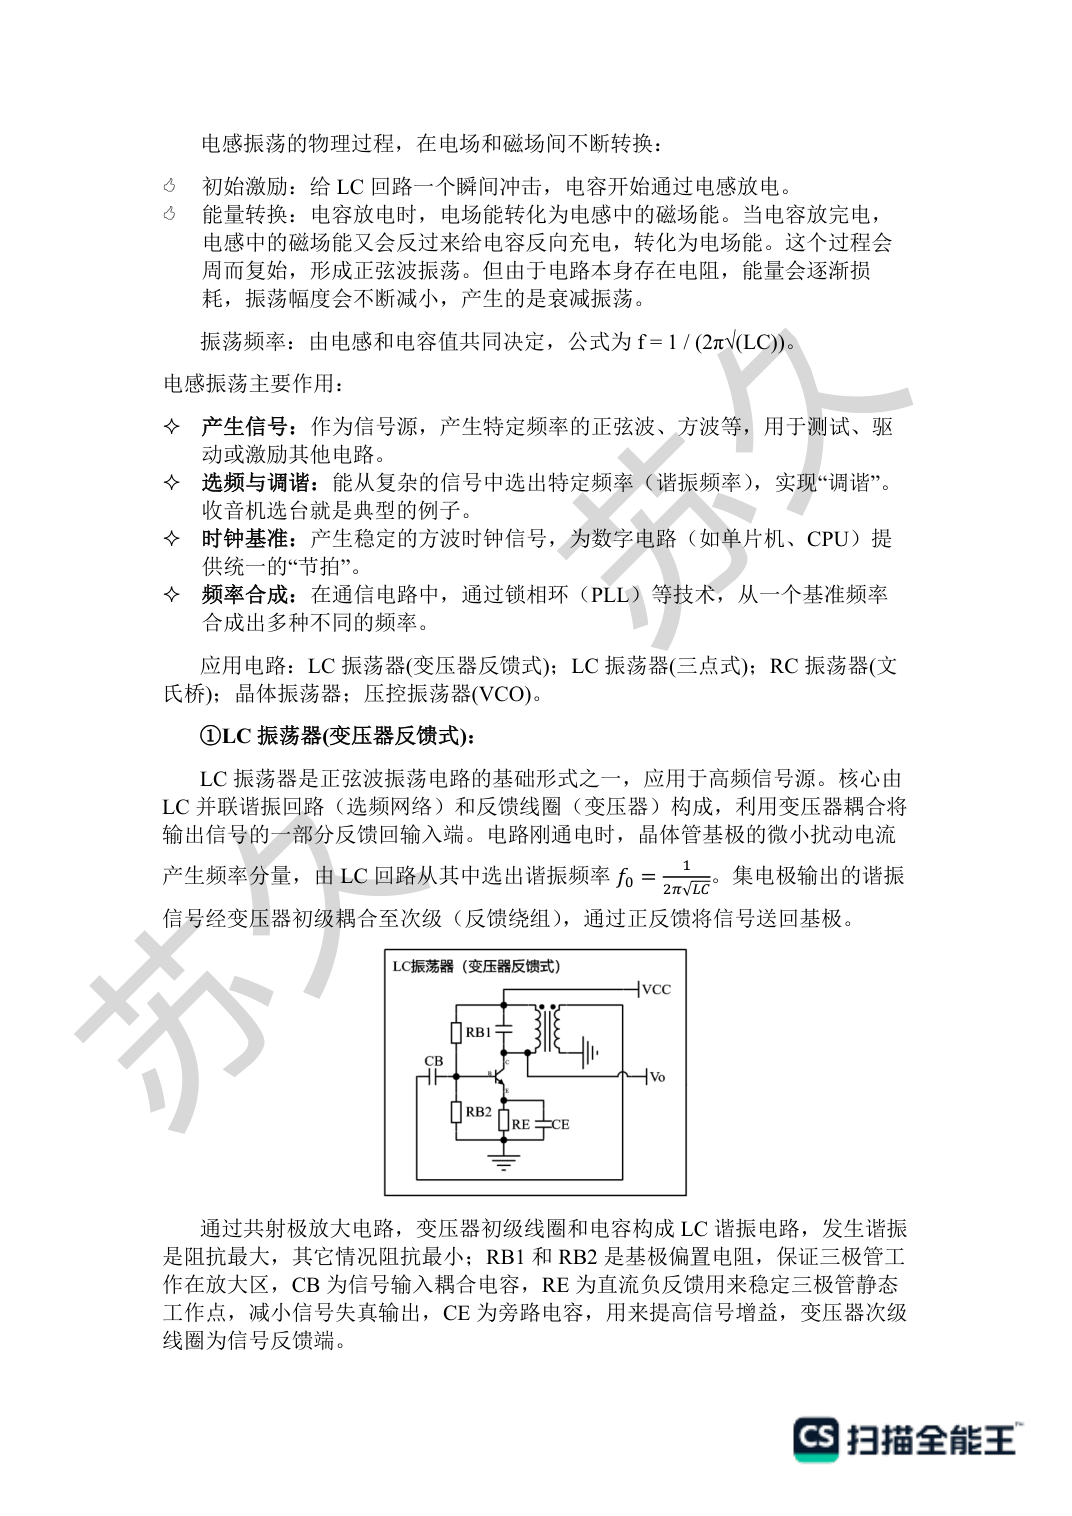 电感振荡的物理过程，在电场和磁场间不断转换：
初始激励：给 LC 回路一个瞬间冲击，电容开始通过电感放电。
能量转换：电容放电时，电场能转化为电感中的磁场能。当电容放完电，
电感中的磁场能又会反过来给电容反向充电，转化为电场能。这个过程会
周而复始，形成正弦波振荡。但由于电路本身存在电阻，能量会逐渐损
耗，振荡幅度会不断减小，产生的是衰减振荡。
振荡频率：由电感和电容值共同决定，公式为 f = 1 / (2π√(LC))。
电感振荡主要作用：
✧ 产生信号：作为信号源，产生特定频率的正弦波、方波等，用于测试、驱
动或激励其他电路。
✧ 选频与调谐：能从复杂的信号中选出特定频率（谐振频率），实现“调谐”。
收音机选台就是典型的例子。
✧ 时钟基准：产生稳定的方波时钟信号，为数字电路（如单片机、CPU）提
供统一的“节拍”。
✧ 频率合成：在通信电路中，通过锁相环（PLL）等技术，从一个基准频率
合成出多种不同的频率。
应用电路：LC 振荡器(变压器反馈式)；LC 振荡器(三点式)；RC 振荡器(文
氏桥)；晶体振荡器；压控振荡器(VCO)。
①LC 振荡器(变压器反馈式)：
LC 振荡器是正弦波振荡电路的基础形式之一，应用于高频信号源。核心由
LC 并联谐振回路（选频网络）和反馈线圈（变压器）构成，利用变压器耦合将
输出信号的一部分反馈回输入端。电路刚通电时，晶体管基极的微小扰动电流
产生频率分量，由 LC 回路从其中选出谐振频率 f₀ = 1/(2π√LC)。集电极输出的谐振
信号经变压器初级耦合至次级（反馈绕组），通过正反馈将信号送回基极。
LC振荡器（变压器反馈式）
VCC
RB1
CB
C
B
E
Vo
RB2
RE
CE
通过共射极放大电路，变压器初级线圈和电容构成 LC 谐振电路，发生谐振
是阻抗最大，其它情况阻抗最小；RB1 和 RB2 是基极偏置电阻，保证三极管工
作在放大区，CB 为信号输入耦合电容，RE 为直流负反馈用来稳定三极管静态
工作点，减小信号失真输出，CE 为旁路电容，用来提高信号增益，变压器次级
线圈为信号反馈端。
苏久
苏久
CS 扫描全能王™